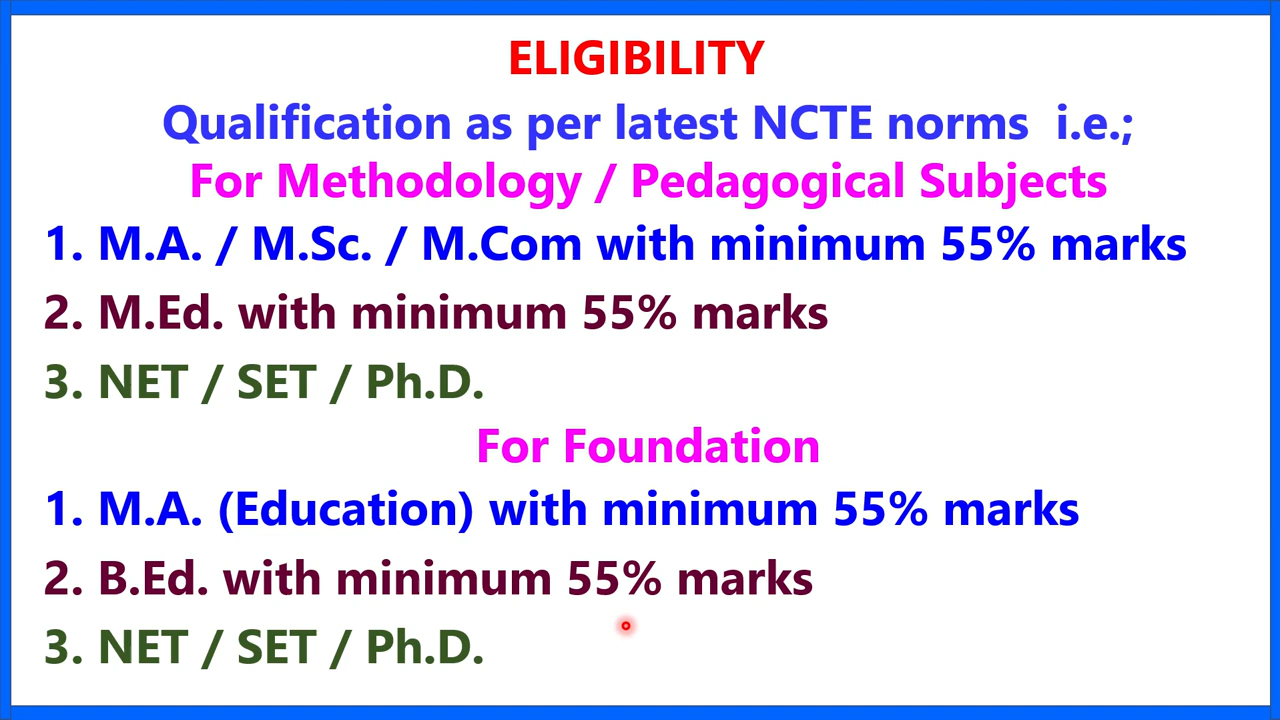 ELIGIBILITY
Qualification as per latest NCTE norms i.e.;
For Methodology / Pedagogical Subjects
1. M.A. / M.Sc. / M.Com with minimum 55% marks
2. M.Ed. with minimum 55% marks
3. NET / SET / Ph.D.
For Foundation
1. M.A. (Education) with minimum 55% marks
2. B.Ed. with minimum 55% marks
3. NET / SET / Ph.D.